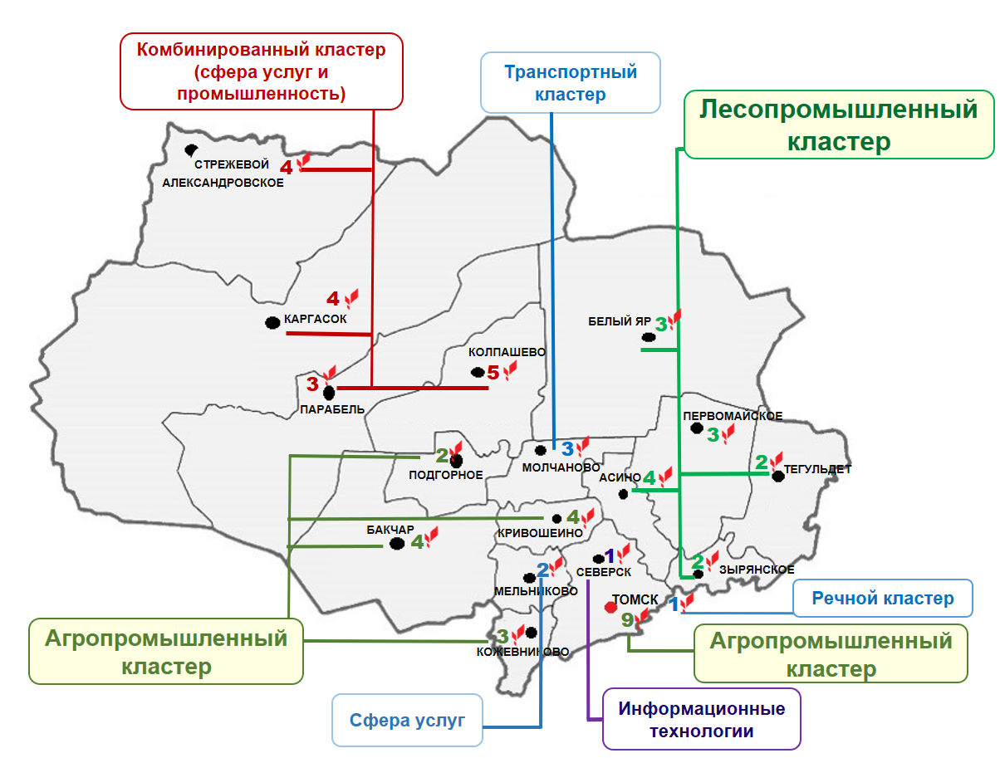 Комбинированный кластер
(сфера услуг и
промышленность)
Транспортный
кластер
Лесопромышленный
кластер
СТРЕЖЕВОЙ
4
АЛЕКСАНДРОВСКОЕ
4
КАРГАСОК
БЕЛЫЙ ЯР 3
КОЛПАШЕВО
5
3
ПАРАБЕЛЬ
ПЕРВОМАЙСКОЕ
3
2
ПОДГОРНОЕ
3
МОЛЧАНОВО
2
ТЕГУЛЬДЕТ
АСИНО 4
4
КРИВОШЕИНО
БАКЧАР
4
1
СЕВЕРСК
2
МЕЛЬНИКОВО
2
ЗЫРЯНСКОЕ
ТОМСК
9
1
Речной кластер
3
КОЖЕВНИКОВО
Агропромышленный
кластер
Агропромышленный
кластер
Сфера услуг
Информационные
технологии